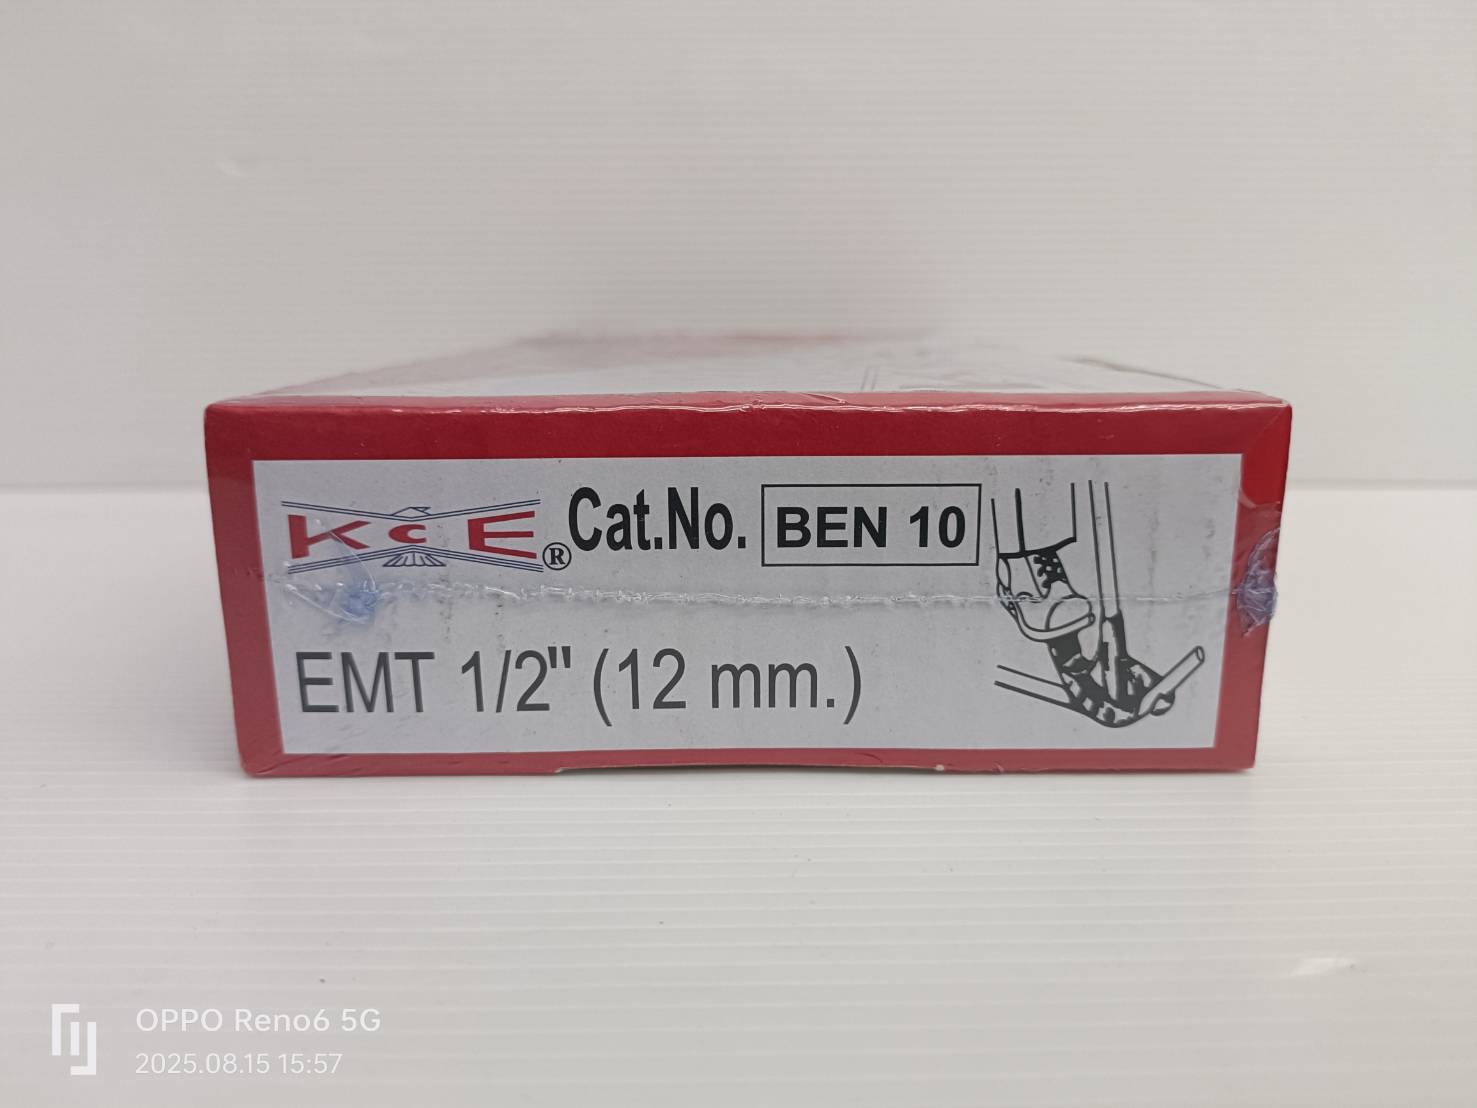 KCE® Cat.No. BEN 10
EMT 1/2" (12 mm.)
OPPO Reno6 5G
2025.08.15 15:57